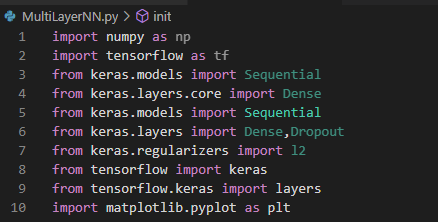 MultiLayerNN.py > init
1 import numpy as np
2 import tensorflow as tf
3 from keras.models import Sequential
4 from keras.layers.core import Dense
5 from keras.models import Sequential
6 from keras.layers import Dense,Dropout
7 from keras.regularizers import l2
8 from tensorflow import keras
9 from tensorflow.keras import layers
10 import matplotlib.pyplot as plt